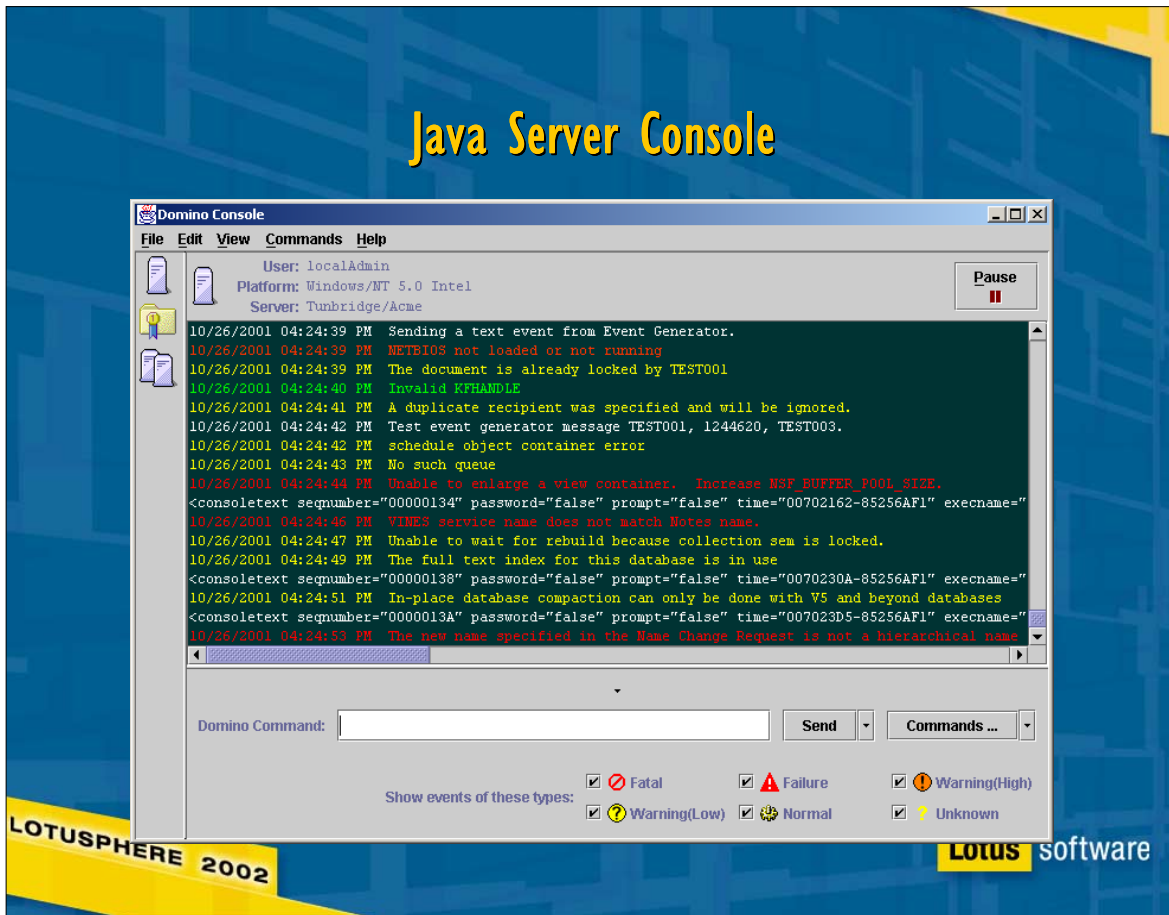 Java Server Console
Domino Console
File Edit View Commands Help
User: localAdmin
Platform: Windows/NT 5.0 Intel
Server: Tunbridge/Acme
Pause
10/26/2001 04:24:39 PM Sending a text event from Event Generator.
10/26/2001 04:24:39 PM NETBIOS not loaded or not running
10/26/2001 04:24:39 PM The document is already locked by TEST001
10/26/2001 04:24:40 PM Invalid KFHANDLE
10/26/2001 04:24:41 PM A duplicate recipient was specified and will be ignored.
10/26/2001 04:24:42 PM Test event generator message TEST001, 1244620, TEST003.
10/26/2001 04:24:42 PM schedule object container error
10/26/2001 04:24:43 PM No such queue
10/26/2001 04:24:44 PM Unable to enlarge a view container. Increase NSF_BUFFER_POOL_SIZE.
<consoletext seqnumber="00000134" password="false" prompt="false" time="00702162-85256AF1" execname="
10/26/2001 04:24:46 PM VINES service name does not match Notes name.
10/26/2001 04:24:47 PM Unable to wait for rebuild because collection sem is locked.
10/26/2001 04:24:49 PM The full text index for this database is in use
<consoletext seqnumber="00000138" password="false" prompt="false" time="0070230A-85256AF1" execname="
10/26/2001 04:24:51 PM In-place database compaction can only be done with V5 and beyond databases
<consoletext seqnumber="0000013A" password="false" prompt="false" time="007023D5-85256AF1" execname="
10/26/2001 04:24:53 PM The new name specified in the Name Change Request is not a hierarchical name
Domino Command:
Send
Commands ...
Show events of these types:
Fatal
Failure
Warning(High)
Warning(Low)
Normal
Unknown
LOTUSPHERE 2002
Lotus software